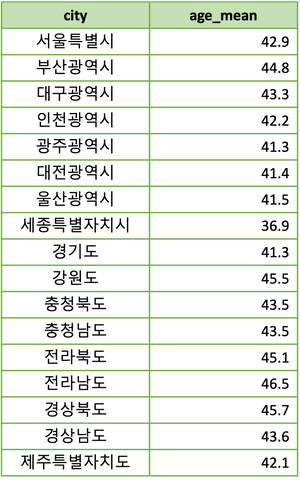 city age_mean
서울특별시 42.9
부산광역시 44.8
대구광역시 43.3
인천광역시 42.2
광주광역시 41.3
대전광역시 41.4
울산광역시 41.5
세종특별자치시 36.9
경기도 41.3
강원도 45.5
충청북도 43.5
충청남도 43.5
전라북도 45.1
전라남도 46.5
경상북도 45.7
경상남도 43.6
제주특별자치도 42.1